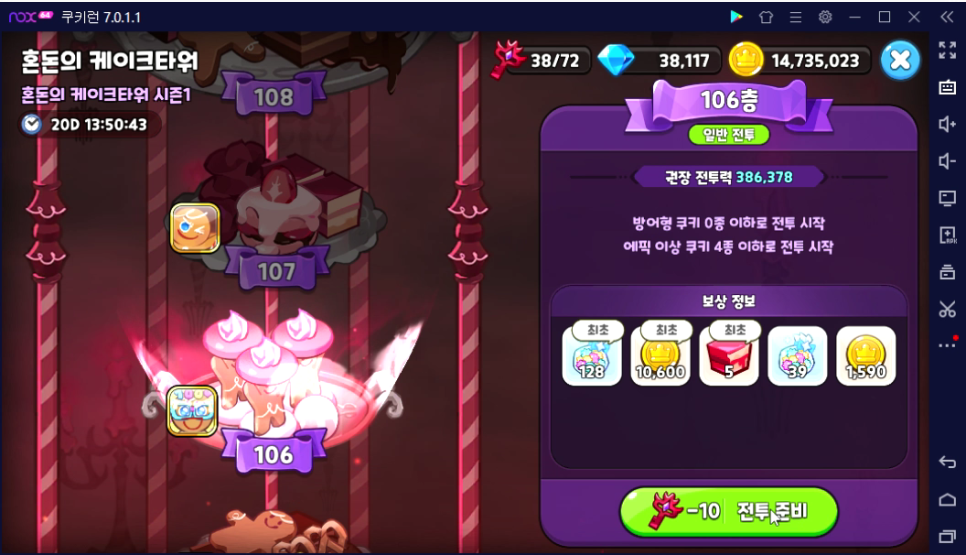 nox 64 쿠키런 7.0.1.1
혼돈의 케이크타워
혼돈의 케이크타워 시즌1
20D 13:50:43
38/72
38,117
14,735,023
108
107
106
106층
일반 전투
권장 전투력 386,378
방어형 쿠키 0종 이하로 전투 시작
에픽 이상 쿠키 4종 이하로 전투 시작
보상 정보
최초 최초 최초
128 10,600 5 39 1,590
-10 전투 준비